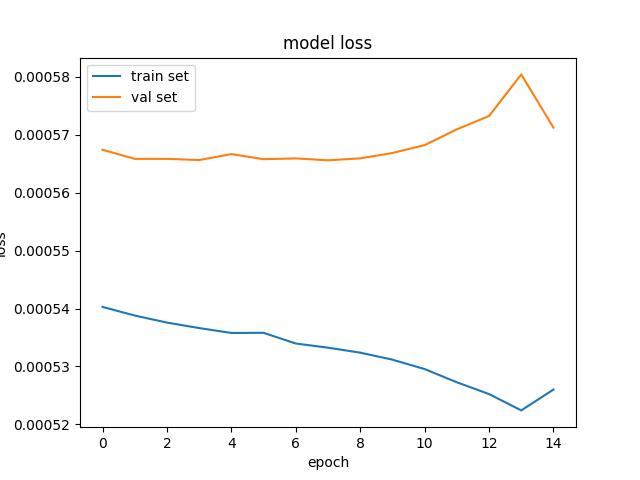 model loss
train set
val set
0.00058
0.00057
0.00056
0.00055
0.00054
0.00053
0.00052
loss
0 2 4 6 8 10 12 14
epoch